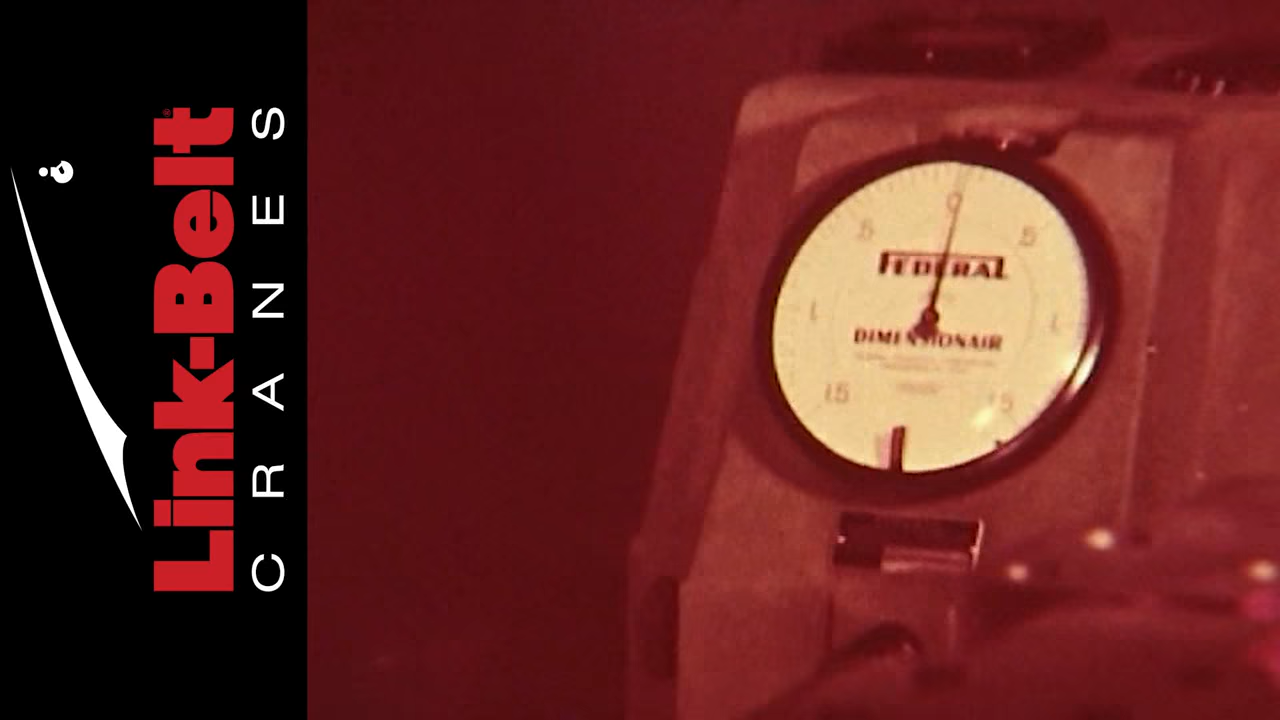 Link-Belt®
CRANES
0
.5 .5
FEDERAL
1 1
DIMENSIONAIR
1.5 1.5